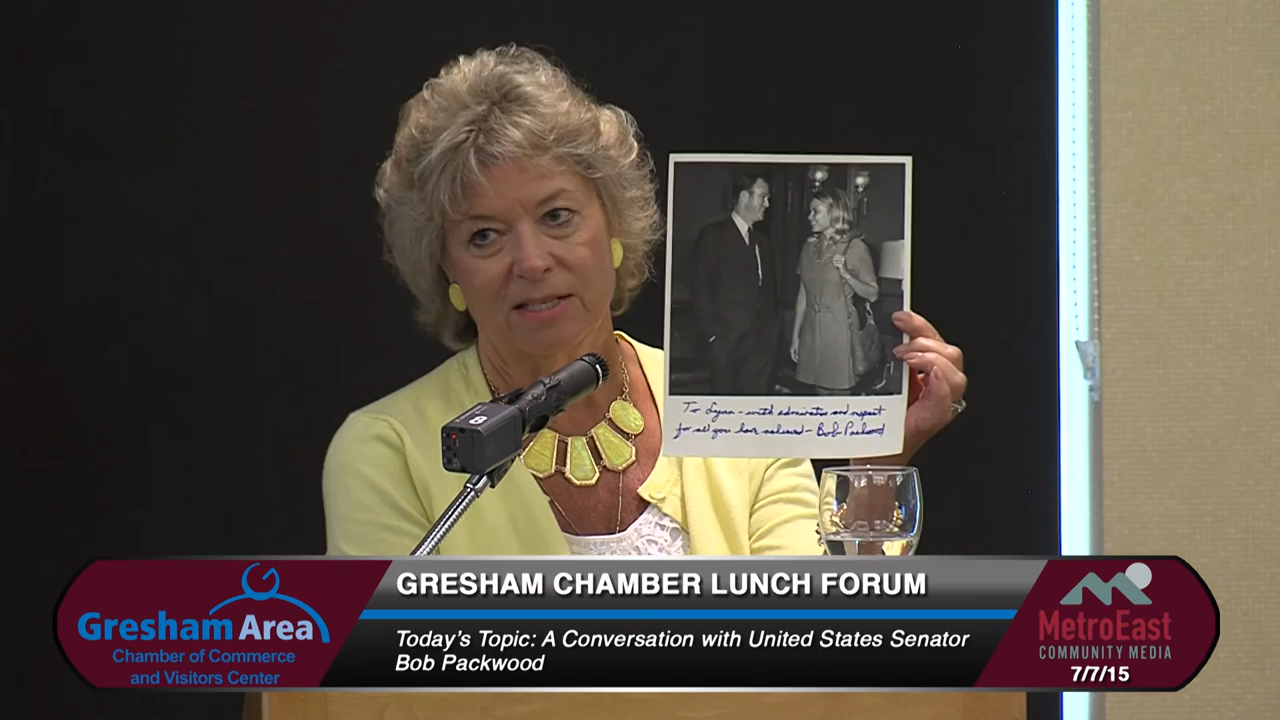 To Lynn - with admiration and respect
for all you have achieved - Bob Packwood
8
GRESHAM CHAMBER LUNCH FORUM
Today's Topic: A Conversation with United States Senator
Bob Packwood
Gresham Area
Chamber of Commerce
and Visitors Center
MetroEast
COMMUNITY MEDIA
7/7/15